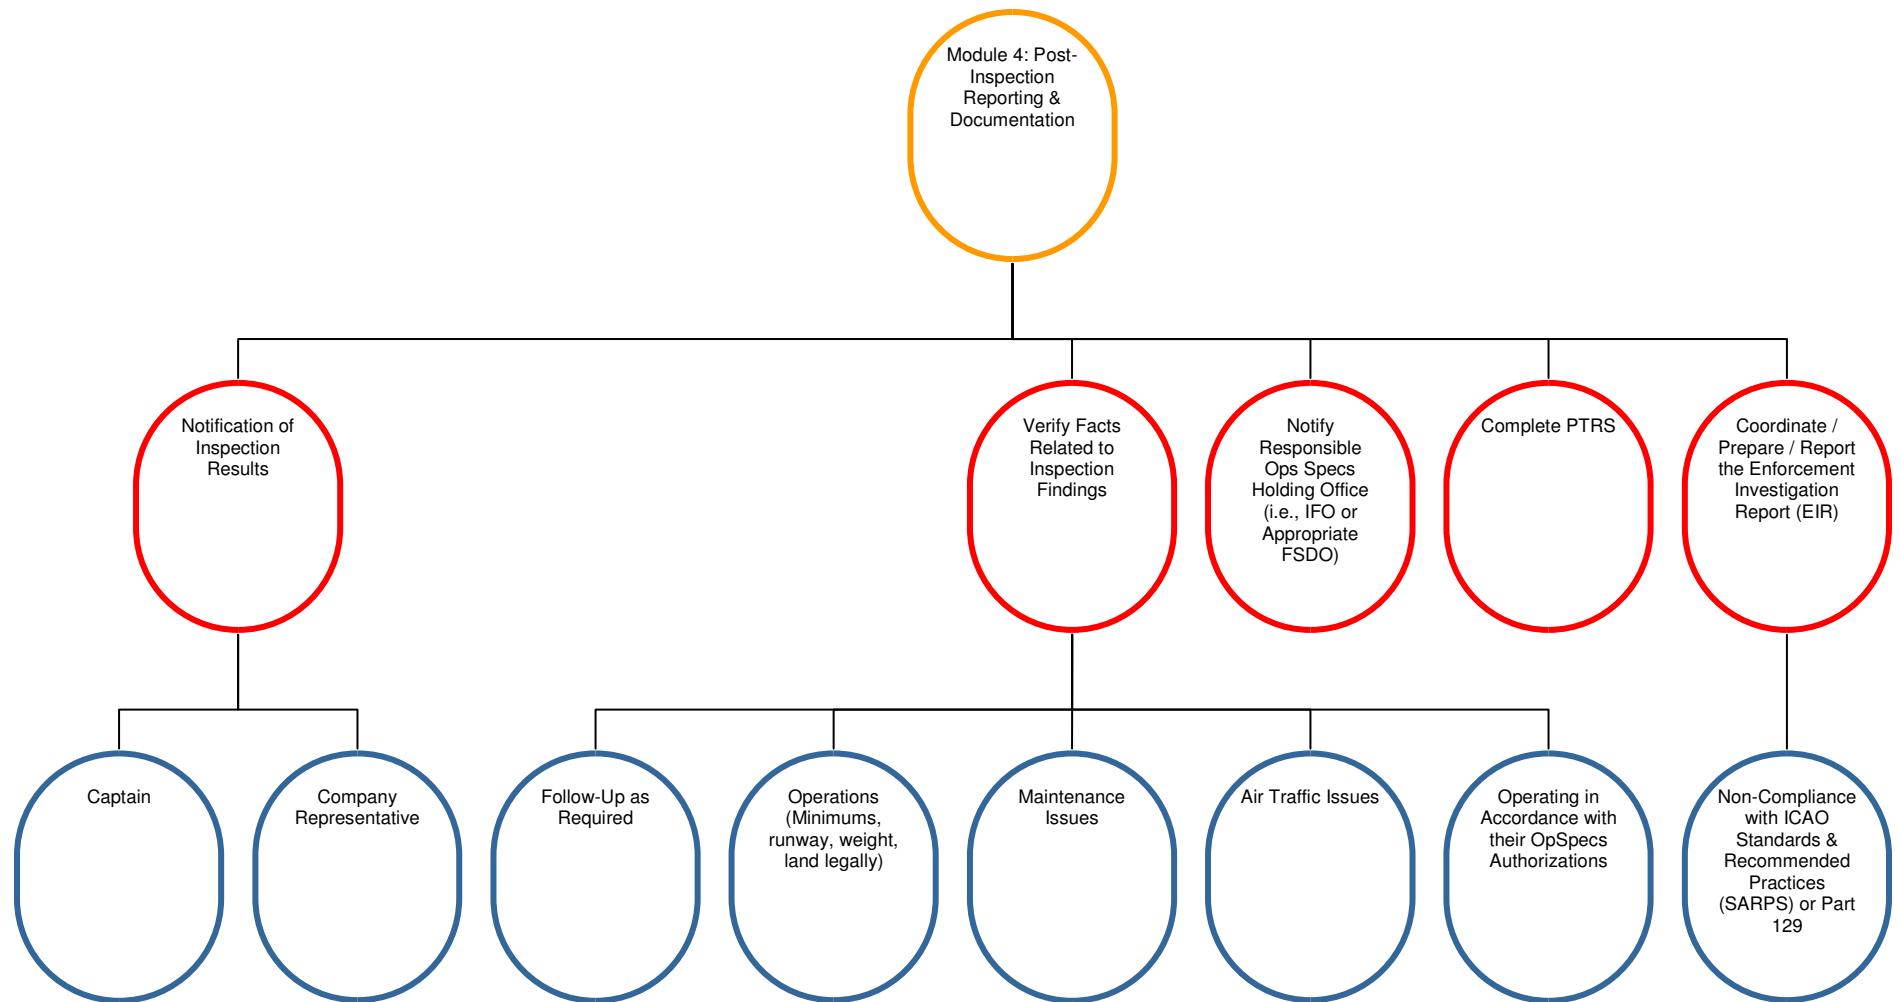 Module 4: Post-
Inspection
Reporting &
Documentation
Notification of
Inspection
Results
Verify Facts
Related to
Inspection
Findings
Notify
Responsible
Ops Specs
Holding Office
(i.e., IFO or
Appropriate
FSDO)
Complete PTRS
Coordinate /
Prepare / Report
the Enforcement
Investigation
Report (EIR)
Captain
Company
Representative
Follow-Up as
Required
Operations
(Minimums,
runway, weight,
land legally)
Maintenance
Issues
Air Traffic Issues
Operating in
Accordance with
their OpSpecs
Authorizations
Non-Compliance
with ICAO
Standards &
Recommended
Practices
(SARPS) or Part
129